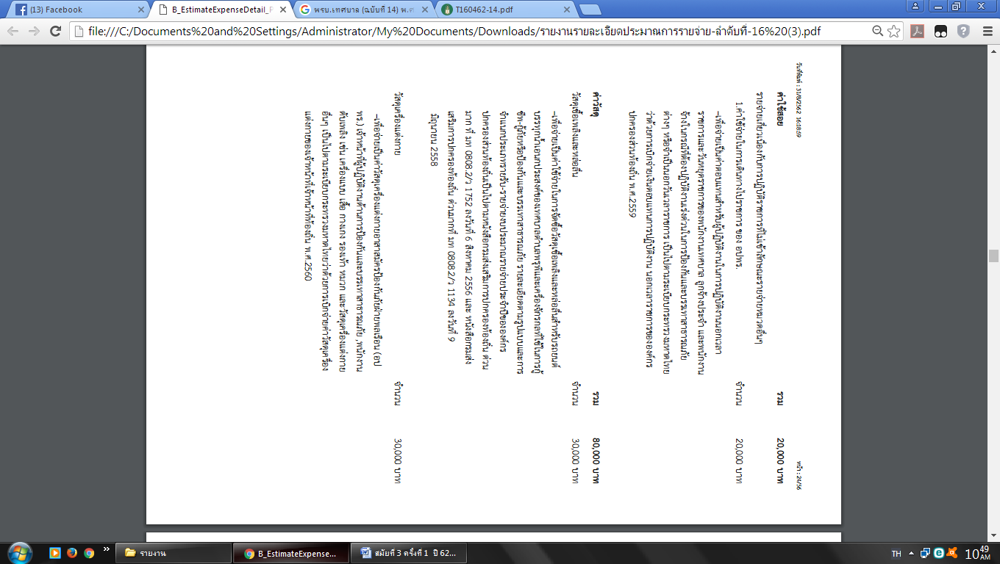 (13) Facebook
B_EstimateExpenseDetail_F
พรบ.เทศบาล (ฉบับที่ 14) พ.ศ
T160462-14.pdf
file:///C:/Documents%20and%20Settings/Administrator/My%20Documents/Downloads/รายงานรายละเอียดประมาณการรายจ่าย-ลำดับที่-16%20(3).pdf
วันที่พิมพ์ : 31/8/2562 16:18:59 หน้า : 24/56
ค่าใช้สอย รวม 20,000 บาท
รายจ่ายเกี่ยวเนื่องกับการปฏิบัติราชการที่ไม่เข้าลักษณะรายจ่ายหมวดอื่นๆ
1.ค่าใช้จ่ายในการเดินทางไปราชการ ของ อปพร. จำนวน 20,000 บาท
–เพื่อจ่ายเป็นค่าตอบแทนสำหรับผู้ปฏิบัติงานในการปฏิบัติงานนอกเวลา
ราชการและวันหยุดราชการของพนักงานเทศบาล ลูกจ้างประจำ และพนักงาน
จ้างในกรณีที่ต้องปฏิบัติงานเร่งด่วนในการป้องกันและบรรเทาสาธารณภัย
ต่างๆ หรือจำเป็นนอกวันเวลาราชการ เป็นไปตามระเบียบกระทรวงมหาดไทย
ว่าด้วยการเบิกจ่ายเงินตอบแทนการปฏิบัติงาน นอกเวลาราชการขององค์กร
ปกครองส่วนท้องถิ่น พ.ศ.2559
ค่าวัสดุ รวม 80,000 บาท
วัสดุเชื้อเพลิงและหล่อลื่น จำนวน 30,000 บาท
–เพื่อจ่ายเป็นค่าใช้จ่ายในการจัดซื้อวัสดุเชื้อเพลิงและหล่อลื่นสำหรับรถยนต์
บรรทุกน้ำเอนกประสงค์ของเทศบาลตำบลพรุพีและเครื่องจักรกลที่ใช้ในการกู้
ชีพ-กู้ภัยหรือป้องกันและบรรเทาสาธารณภัย รายละเอียดตามรูปแบบและการ
จำแนกประเภทรายรับ-รายจ่ายงบประมาณรายจ่ายประจำปีขององค์กร
ปกครองส่วนท้องถิ่นเป็นไปตามหนังสือกรมส่งเสริมการปกครองท้องถิ่น ด่วน
มาก ที่ มท 0808.2/ว 1752 ลงวันที่ 6 สิงหาคม 2556 และ หนังสือกรมส่ง
เสริมการปกครองท้องถิ่น ด่วนมากที่ มท 0808.2/ว 1134 ลงวันที่ 9
มิถุนายน 2558
วัสดุเครื่องแต่งกาย จำนวน 30,000 บาท
–เพื่อจ่ายเป็นค่าวัสดุเครื่องแต่งกายอาสาสมัครป้องกันภัยฝ่ายพลเรือน (อป
พร.) เจ้าหน้าที่ผู้ปฏิบัติงานด้านการป้องกันและบรรเทาสาธารณภัย ,พนักงาน
ดับเพลิง เช่น เครื่องแบบ เสื้อ กางเกง รองเท้า หมวก และวัสดุเครื่องแต่งกาย
อื่นๆ เป็นไปตามระเบียบกระทรวงมหาดไทยว่าด้วยการเบิกจ่ายค่าวัสดุเครื่อง
แต่งกายของเจ้าหน้าที่เจ้าหน้าที่ท้องถิ่น พ.ศ.2560
รายงาน
B_EstimateExpense...
สมัยที่ 3 ครั้งที่ 1 ปี 62...
TH
10:49 AM